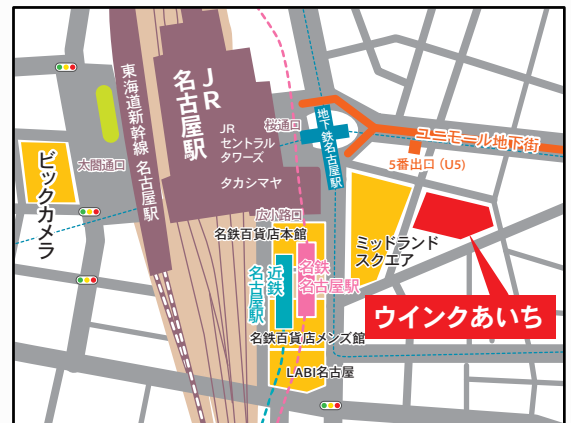 東海道新幹線 名古屋駅
JR
名古屋駅
JR
セントラル
タワーズ
タカシマヤ
桜通口
地下鉄名古屋駅
ユニモール地下街
5番出口（U5）
太閤通口
ビックカメラ
広小路口
名鉄百貨店本館
ミッドランド
スクエア
近鉄
名古屋駅
名鉄
名古屋駅
ウインクあいち
名鉄百貨店メンズ館
LABI名古屋